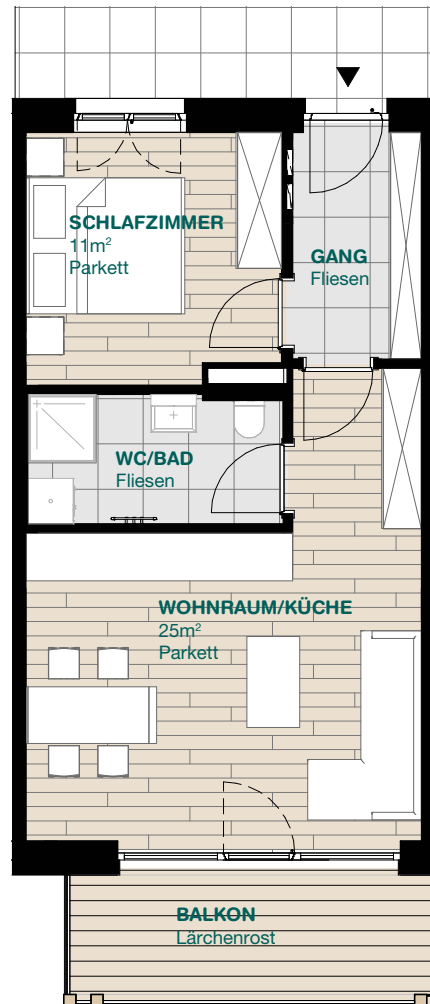 SCHLAFZIMMER
11m²
Parkett
GANG
Fliesen
WC/BAD
Fliesen
WOHNRAUM/KÜCHE
25m²
Parkett
BALKON
Lärchenrost